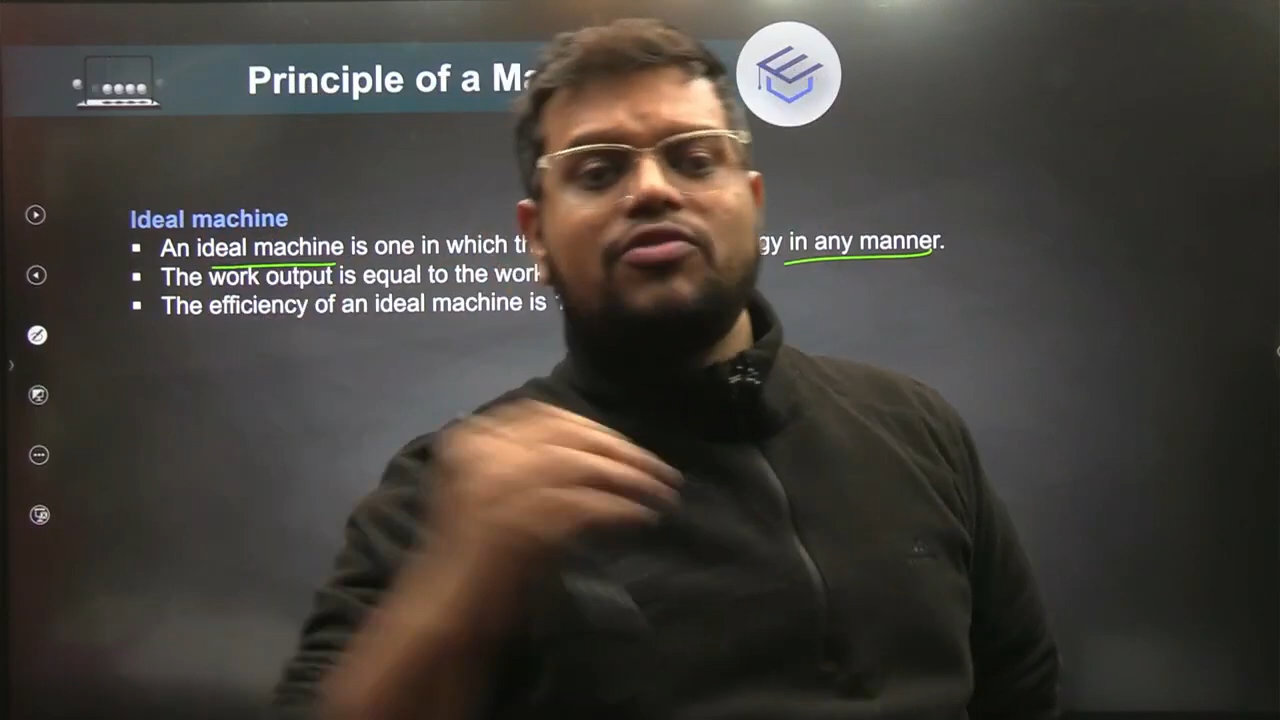 Principle of a Ma
Ideal machine
▪ An ideal machine is one in which th gy in any manner.
▪ The work output is equal to the work
▪ The efficiency of an ideal machine is